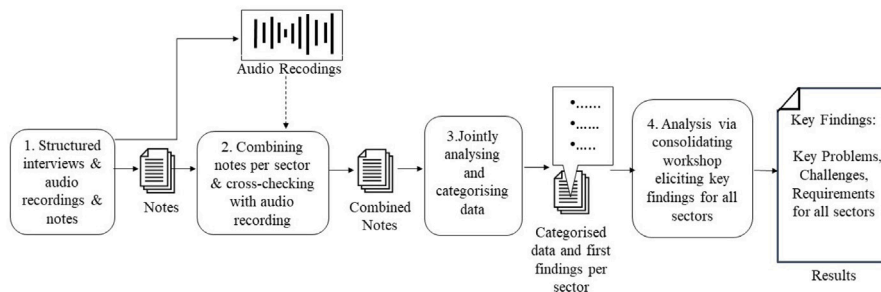 Audio Recodings
1. Structured
interviews &
audio
recordings &
notes
Notes
2. Combining
notes per sector
& cross-checking
with audio
recording
Combined
Notes
3.Jointly
analysing
and
categorising
data
•......
•......
•.....
Categorised
data and first
findings per
sector
4. Analysis via
consolidating
workshop
eliciting key
findings for all
sectors
Key Findings:
Key Problems,
Challenges,
Requirements
for all sectors
Results